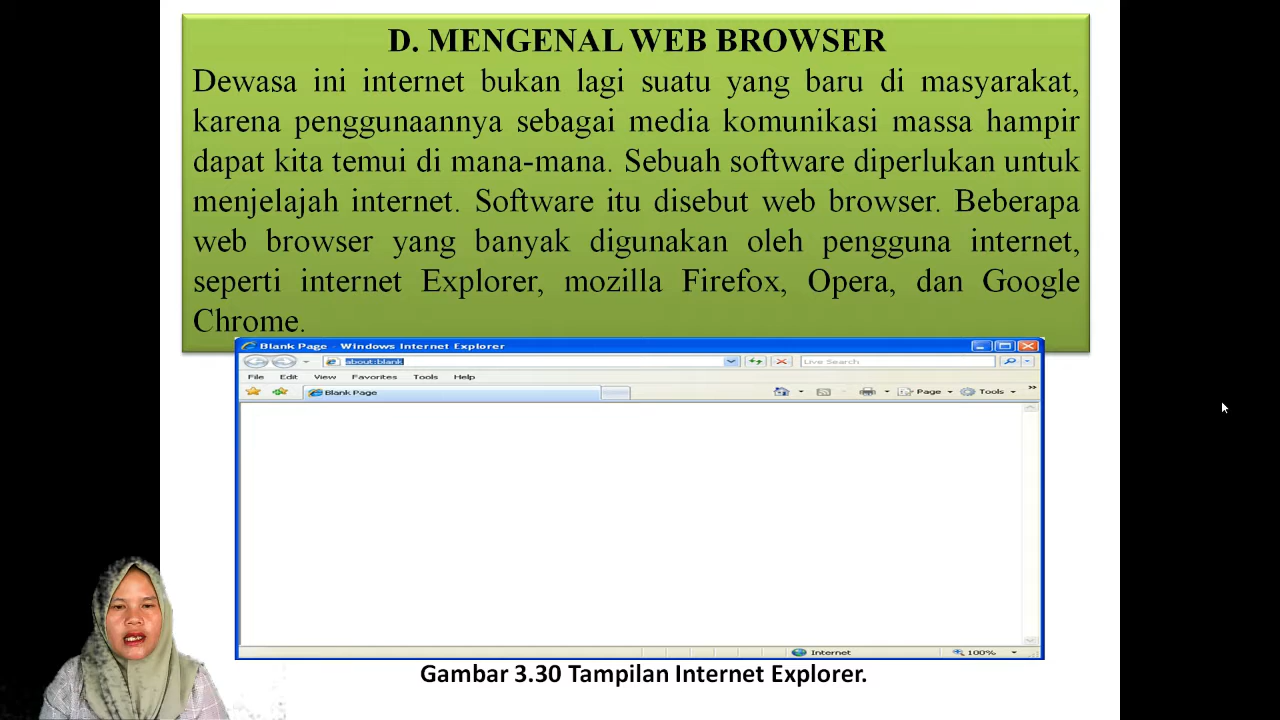 D. MENGENAL WEB BROWSER
Dewasa ini internet bukan lagi suatu yang baru di masyarakat,
karena penggunaannya sebagai media komunikasi massa hampir
dapat kita temui di mana-mana. Sebuah software diperlukan untuk
menjelajah internet. Software itu disebut web browser. Beberapa
web browser yang banyak digunakan oleh pengguna internet,
seperti internet Explorer, mozilla Firefox, Opera, dan Google
Chrome.
Blank Page - Windows Internet Explorer
about:blank Live Search
File Edit View Favorites Tools Help
Blank Page Page Tools
Internet 100%
Gambar 3.30 Tampilan Internet Explorer.